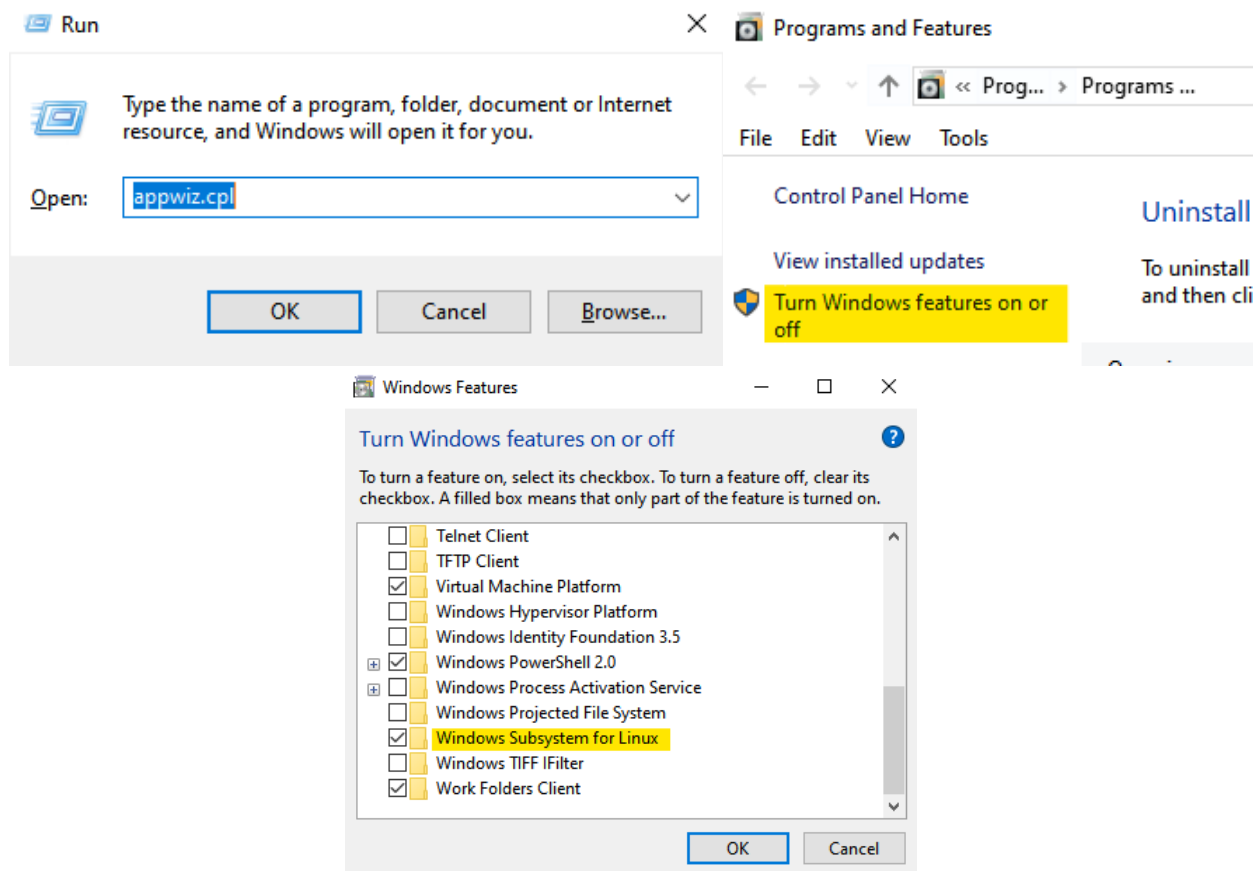 Run
Type the name of a program, folder, document or Internet
resource, and Windows will open it for you.
Open: appwiz.cpl
OK Cancel Browse...
Programs and Features
« Prog... › Programs ...
File Edit View Tools
Control Panel Home
View installed updates
Turn Windows features on or
off
Uninstall
To uninstall
and then cli
Windows Features
Turn Windows features on or off
To turn a feature on, select its checkbox. To turn a feature off, clear its
checkbox. A filled box means that only part of the feature is turned on.
Telnet Client
TFTP Client
Virtual Machine Platform
Windows Hypervisor Platform
Windows Identity Foundation 3.5
Windows PowerShell 2.0
Windows Process Activation Service
Windows Projected File System
Windows Subsystem for Linux
Windows TIFF IFilter
Work Folders Client
OK Cancel